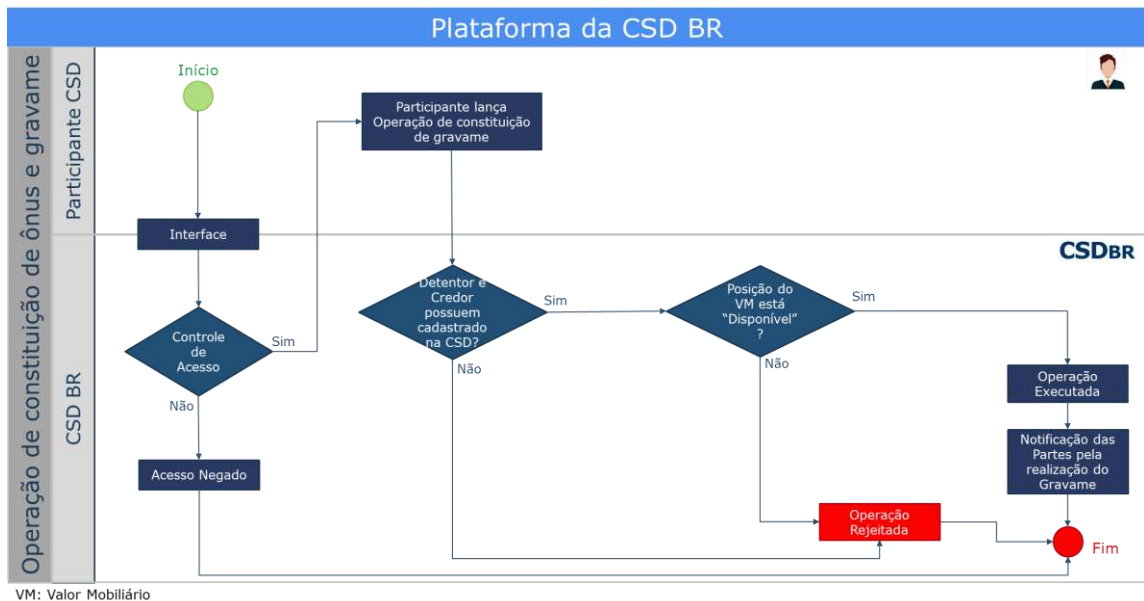 Plataforma da CSD BR
Operação de constituição de ônus e gravame
Participante CSD
Início
Participante lança
Operação de constituição
de gravame
Interface
CSD BR
CSDBR
Controle
de
Acesso
Sim
Não
Acesso Negado
Detentor e
Credor
possuem
cadastrado
na CSD?
Sim
Não
Posição do
VM está
“Disponível”
?
Sim
Não
Operação
Executada
Notificação das
Partes pela
realização do
Gravame
Operação
Rejeitada
Fim
VM: Valor Mobiliário